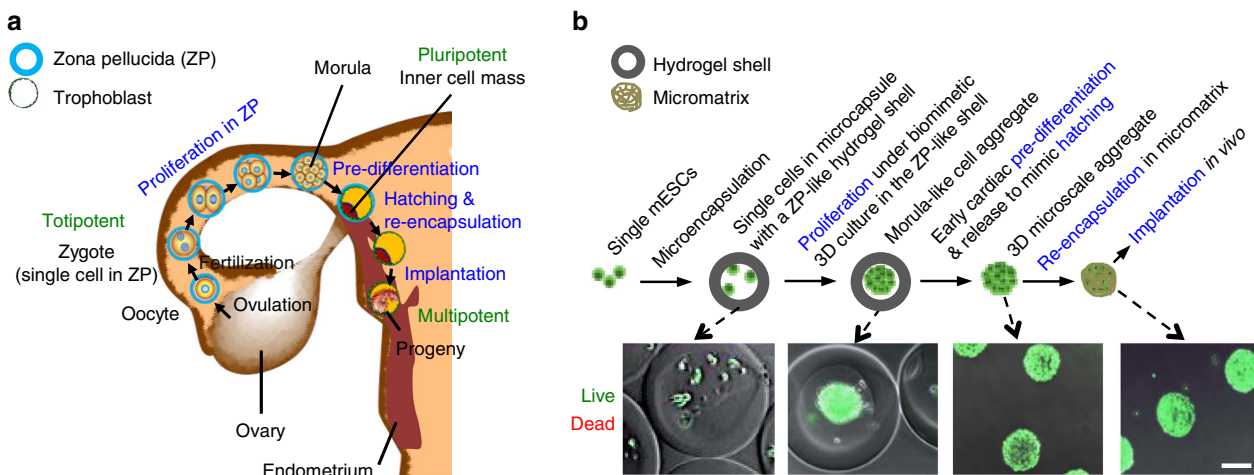 a
Zona pellucida (ZP)
Trophoblast
Morula
Pluripotent
Inner cell mass
Proliferation in ZP
Pre-differentiation
Hatching &
re-encapsulation
Totipotent
Zygote
(single cell in ZP)
Fertilization
Implantation
Oocyte
Ovulation
Multipotent
Progeny
Ovary
Endometrium
b
Hydrogel shell
Micromatrix
Single mESCs
Microencapsulation
Single cells in microcapsule
with a ZP-like hydrogel shell
Proliferation under biomimetic
3D culture in the ZP-like shell
Morula-like cell aggregate
Early cardiac pre-differentiation
& release to mimic hatching
3D microscale aggregate
Re-encapsulation in micromatrix
Implantation in vivo
Live
Dead